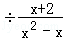 ÷ x+2 / x² − x